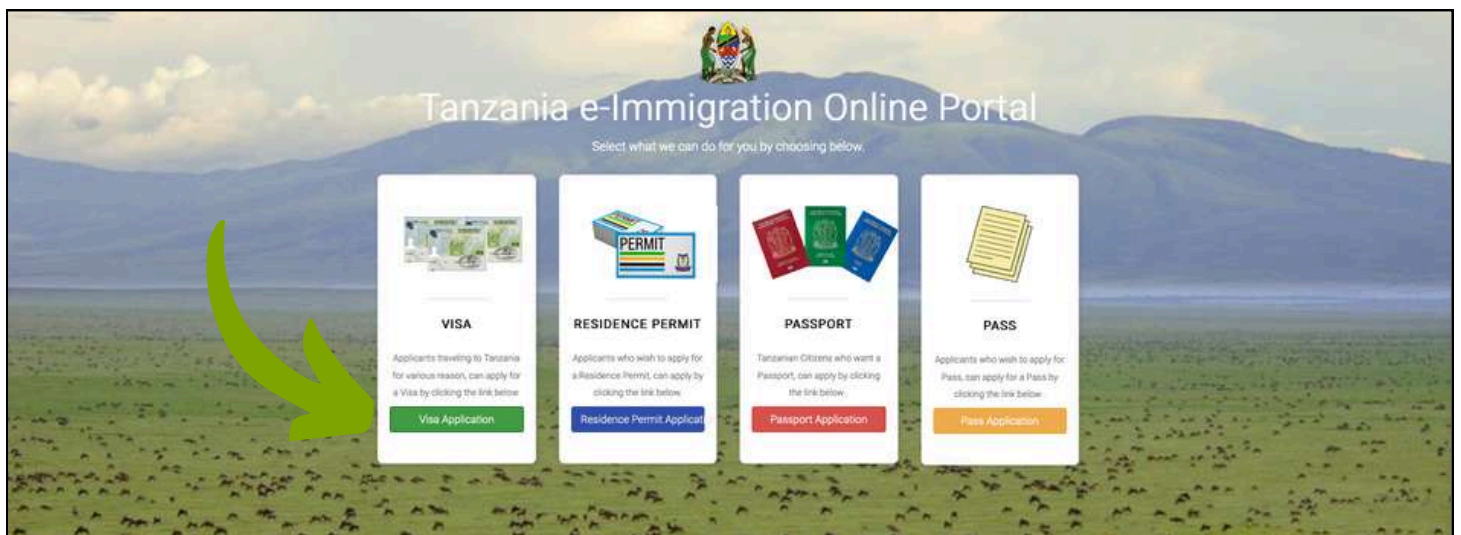 Tanzania e-Immigration Online Portal
Select what we can do for you by choosing below.
PERMIT
VISA
Applicants traveling to Tanzania
for various reason, can apply for
a Visa by clicking the link below
Visa Application
RESIDENCE PERMIT
Applicants who wish to apply for
a Residence Permit, can apply by
clicking the link below
Residence Permit Applicati
PASSPORT
Tanzanian Citizens who want a
Passport, can apply by clicking
the link below
Passport Application
PASS
Applicants who wish to apply for
Pass, can apply for a Pass by
clicking the link below
Pass Application